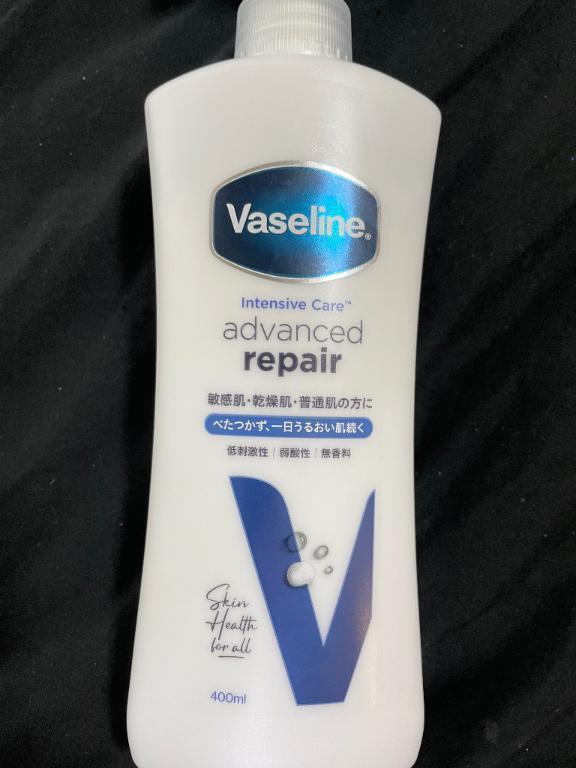 Vaseline®
Intensive Care™
advanced
repair
敏感肌・乾燥肌・普通肌の方に
べたつかず、一日うるおい肌続く
低刺激性｜弱酸性｜無香料
V
Skin
Health
for all
400ml